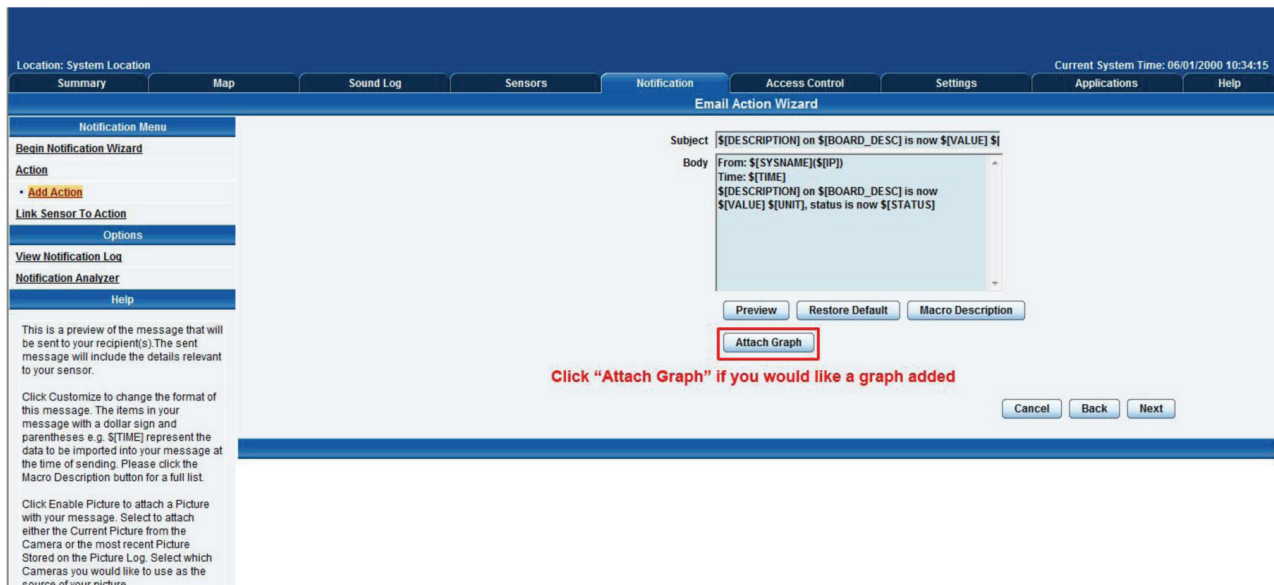 Location: System Location
Current System Time: 06/01/2000 10:34:15
Summary Map Sound Log Sensors Notification Access Control Settings Applications Help
Email Action Wizard
Notification Menu
Begin Notification Wizard
Action
• Add Action
Link Sensor To Action
Options
View Notification Log
Notification Analyzer
Help
This is a preview of the message that will
be sent to your recipient(s).The sent
message will include the details relevant
to your sensor.
Click Customize to change the format of
this message. The items in your
message with a dollar sign and
parentheses e.g. $[TIME] represent the
data to be imported into your message at
the time of sending. Please click the
Macro Description button for a full list.
Click Enable Picture to attach a Picture
with your message. Select to attach
either the Current Picture from the
Camera or the most recent Picture
Stored on the Picture Log. Select which
Cameras you would like to use as the
source of your picture
Subject $[DESCRIPTION] on $[BOARD_DESC] is now $[VALUE] $[
Body From: $[SYSNAME]($[IP])
Time: $[TIME]
$[DESCRIPTION] on $[BOARD_DESC] is now
$[VALUE] $[UNIT], status is now $[STATUS]
Preview Restore Default Macro Description
Attach Graph
Click “Attach Graph” if you would like a graph added
Cancel Back Next